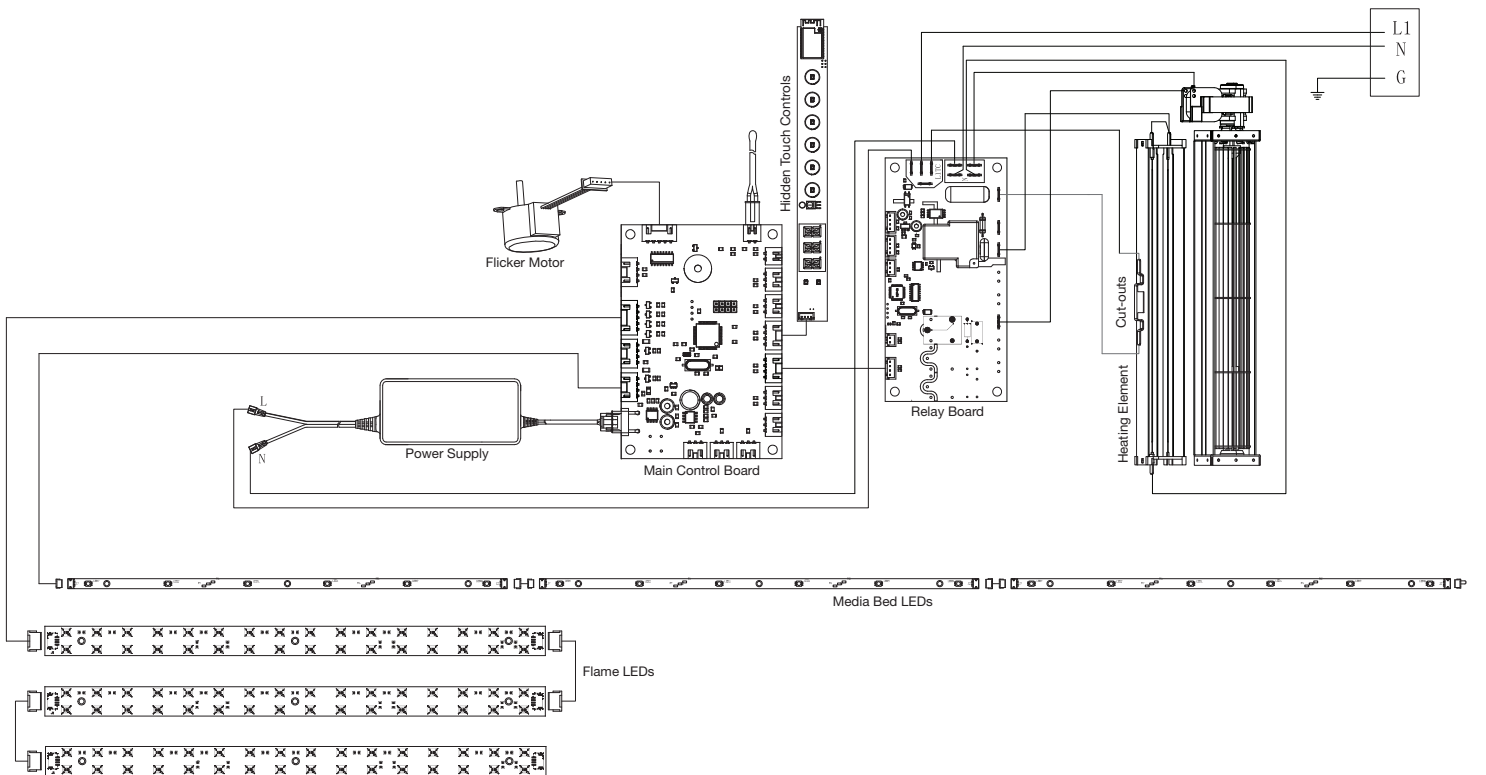 L1
N
G
Hidden Touch Controls
Flicker Motor
Cut-outs
Relay Board
Heating Element
L
N
Power Supply
Main Control Board
Media Bed LEDs
Flame LEDs